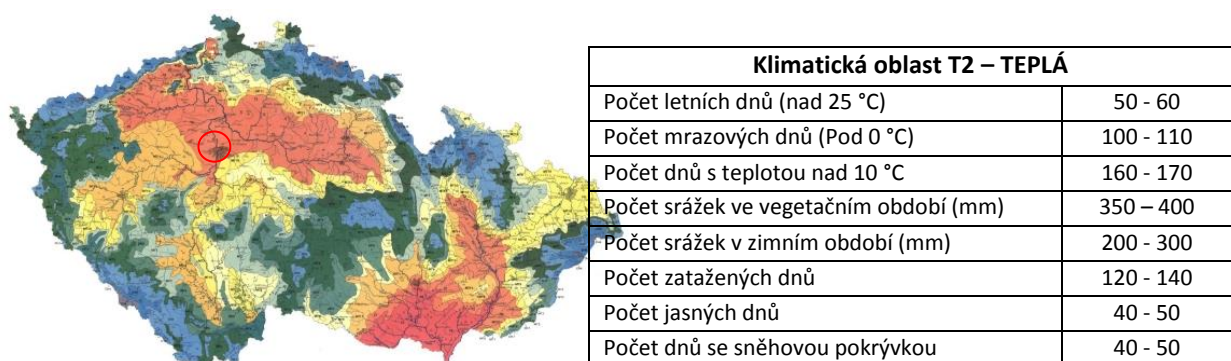 Klimatická oblast T2 – TEPLÁ
Počet letních dnů (nad 25 °C) 50 - 60
Počet mrazových dnů (Pod 0 °C) 100 - 110
Počet dnů s teplotou nad 10 °C 160 - 170
Počet srážek ve vegetačním období (mm) 350 – 400
Počet srážek v zimním období (mm) 200 - 300
Počet zatažených dnů 120 - 140
Počet jasných dnů 40 - 50
Počet dnů se sněhovou pokrývkou 40 - 50